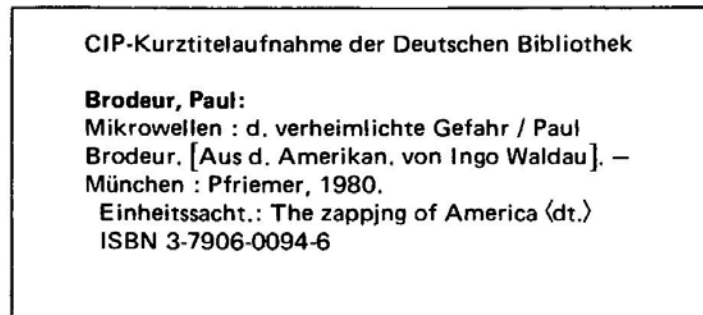 CIP-Kurztitelaufnahme der Deutschen Bibliothek
Brodeur, Paul:
Mikrowellen : d. verheimlichte Gefahr / Paul
Brodeur. [Aus d. Amerikan. von Ingo Waldau]. —
München : Pfriemer, 1980.
Einheitssacht.: The zappjng of America ⟨dt.⟩
ISBN 3-7906-0094-6